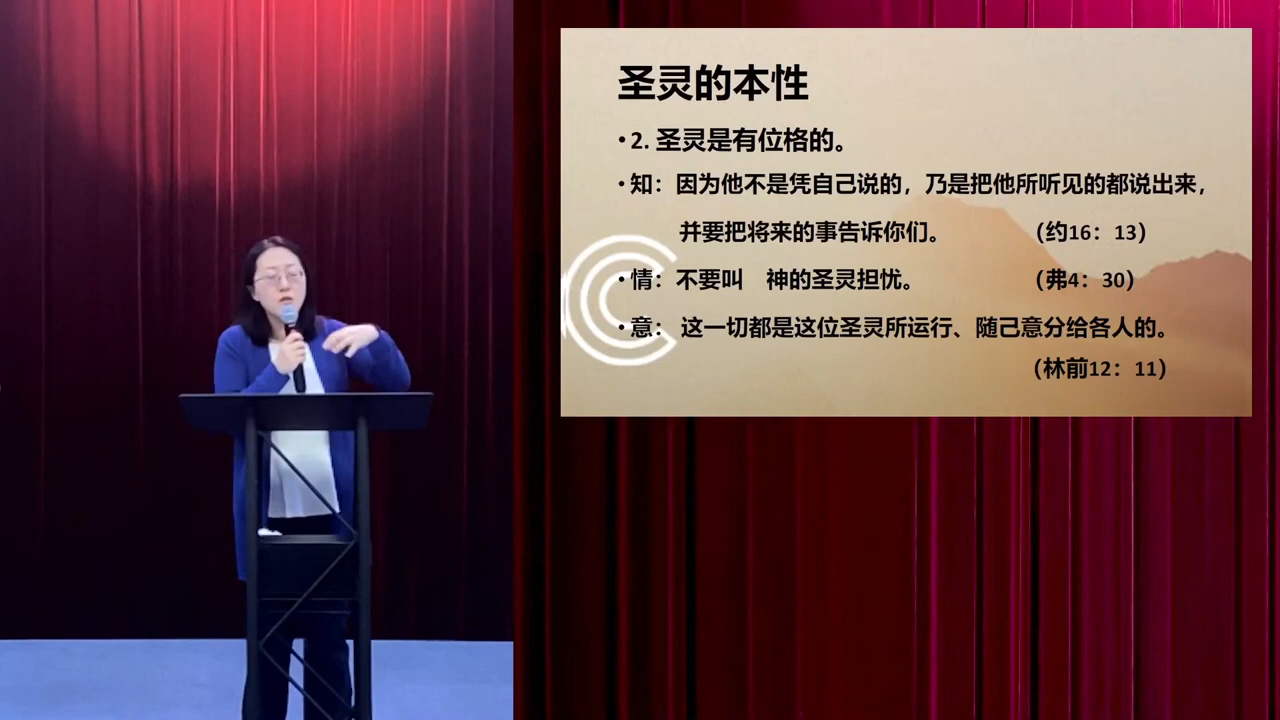 圣灵的本性
•2. 圣灵是有位格的。
•知：因为他不是凭自己说的，乃是把他所听见的都说出来，
并要把将来的事告诉你们。 （约16：13）
•情：不要叫 神的圣灵担忧。 （弗4：30）
•意： 这一切都是这位圣灵所运行、随己意分给各人的。
（林前12：11）